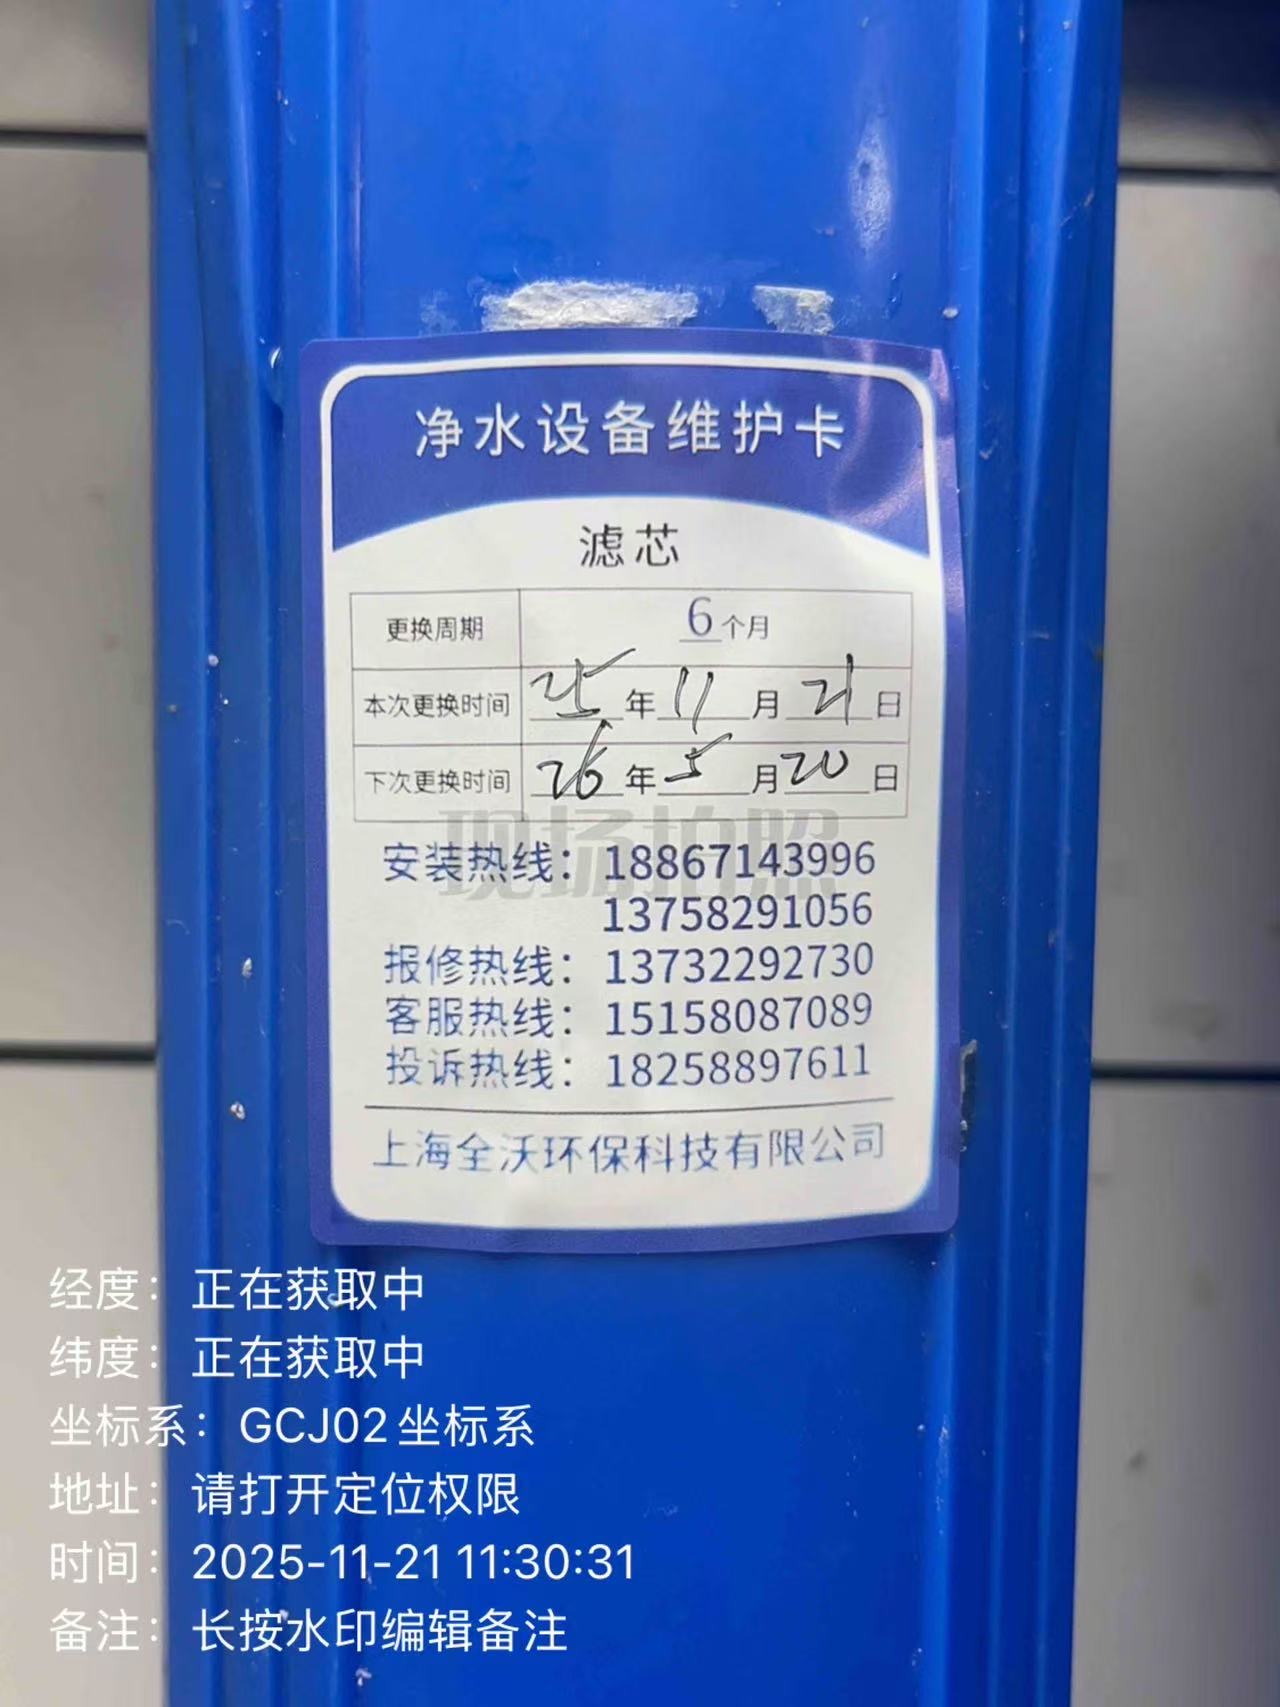 净水设备维护卡
滤芯
更换周期 6个月
本次更换时间 25年11月21日
下次更换时间 26年5月20日
现场拍照
安装热线：18867143996
13758291056
报修热线：13732292730
客服热线：15158087089
投诉热线：18258897611
上海全沃环保科技有限公司
经度：正在获取中
纬度：正在获取中
坐标系：GCJ02坐标系
地址：请打开定位权限
时间：2025-11-21 11:30:31
备注：长按水印编辑备注